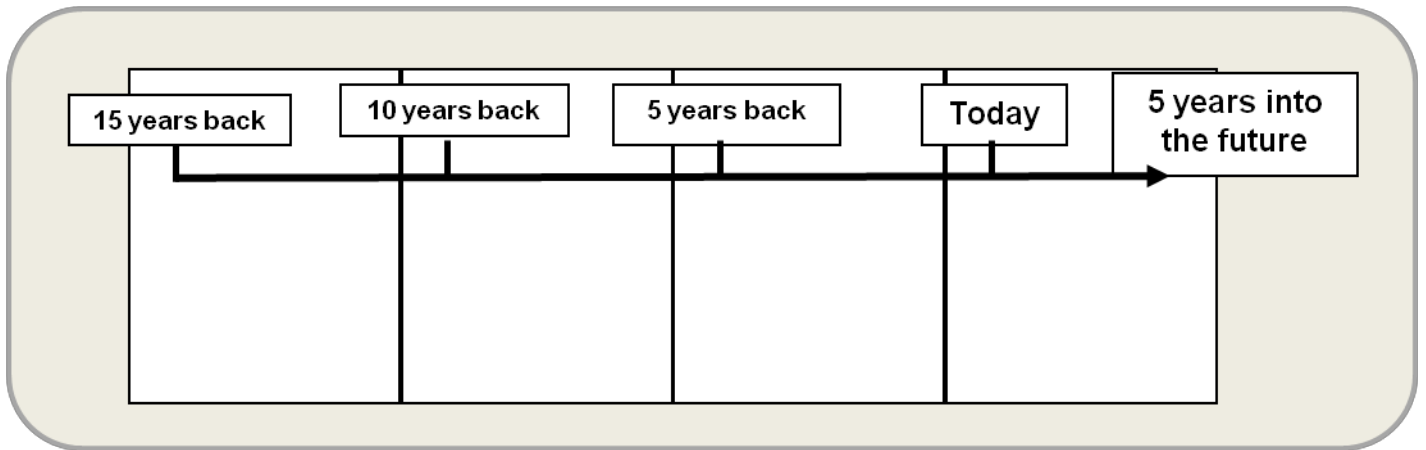 15 years back
10 years back
5 years back
Today
5 years into
the future